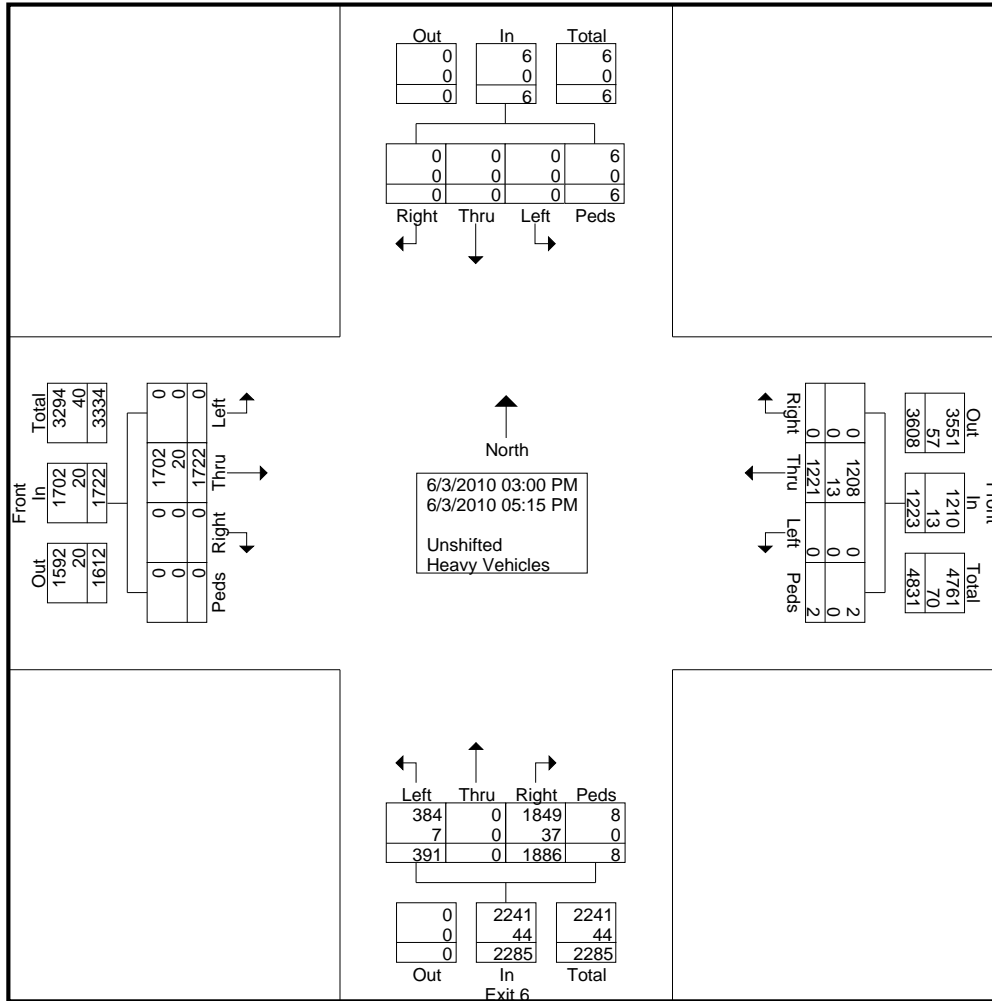 Out In Total
0 6 6
0 0 0
0 6 6
0 0 0 6
0 0 0 0
0 0 0 6
Right Thru Left Peds
Front
Total In Out
3294 1702 1592
40 20 20
3334 1722 1612
0 1702 0 0
0 20 0 0
0 1722 0 0
Left Thru Right Peds
North
6/3/2010 03:00 PM
6/3/2010 05:15 PM
Unshifted
Heavy Vehicles
Right Thru Left Peds
0 1208 0 2
0 13 0 0
0 1221 0 2
Out In Total
3551 1210 4761
57 13 70
3608 1223 4831
Front
Left Thru Right Peds
384 0 1849 8
7 0 37 0
391 0 1886 8
0 2241 2241
0 44 44
0 2285 2285
Out In Total
Exit 6